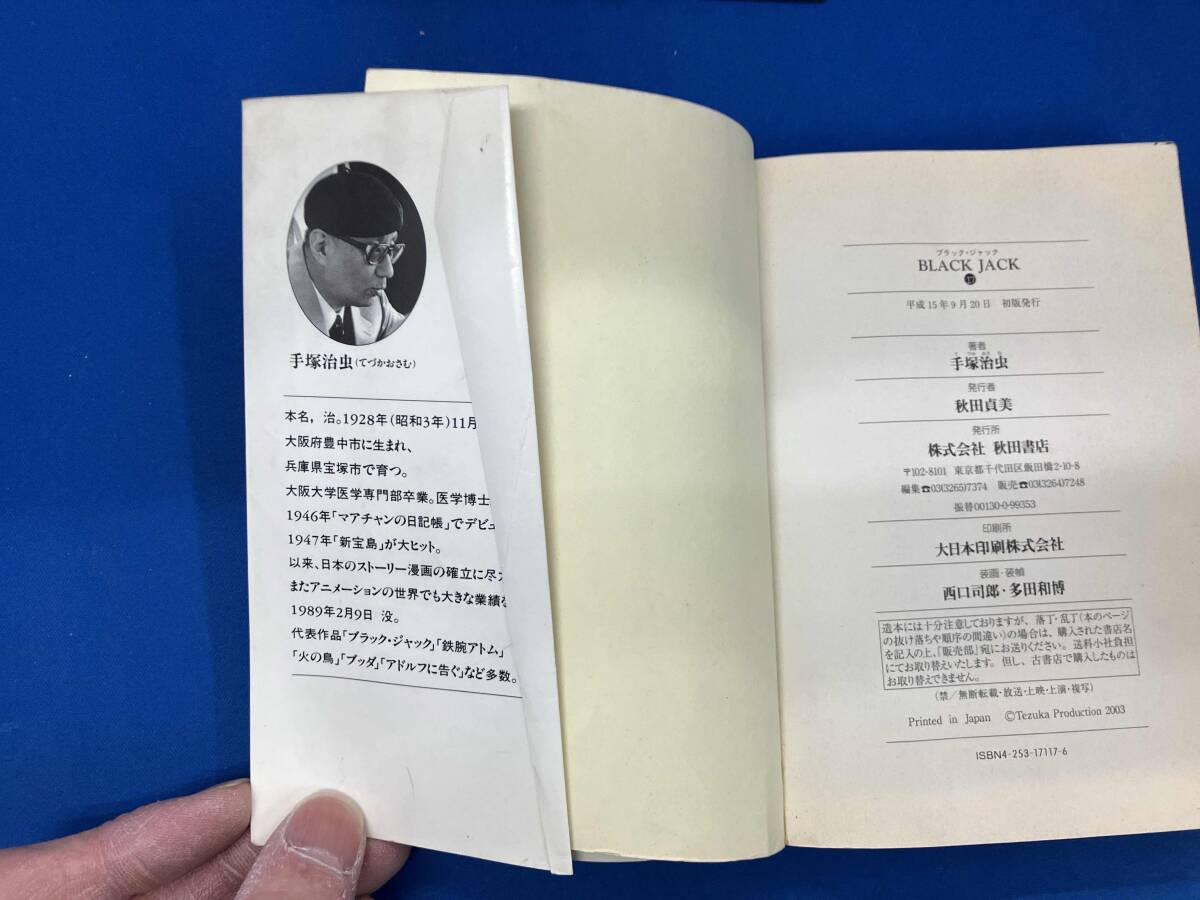 手塚治虫(てづかおさむ)
本名，治。1928年(昭和3年)11月
大阪府豊中市に生まれ、
兵庫県宝塚市で育つ。
大阪大学医学専門部卒業。医学博士
1946年「マアチャンの日記帳」でデビュ
1947年「新宝島」が大ヒット。
以来、日本のストーリー漫画の確立に尽
またアニメーションの世界でも大きな業績
1989年2月9日 没。
代表作品「ブラック・ジャック」「鉄腕アトム」
「火の鳥」「ブッダ」「アドルフに告ぐ」など多数。
ブラック・ジャック
BLACK JACK
⑰
平成15年9月20日 初版発行
著者
てづかおさむ
手塚治虫
発行者
秋田貞美
発行所
株式会社 秋田書店
〒102-8101 東京都千代田区飯田橋2-10-8
編集☎03(3265)7374 販売☎03(3264)7248
振替00130-0-99353
印刷所
大日本印刷株式会社
装画・装幀
西口司郎・多田和博
造本には十分注意しておりますが、落丁・乱丁(本のページ
の抜け落ちや順序の間違い)の場合は、購入された書店名
を記入の上、「販売部」宛にお送りください。送料小社負担
にてお取り替えいたします。但し、古書店で購入したものは
お取り替えできません。
(禁/無断転載・放送・上映・上演・複写)
Printed in Japan ©Tezuka Production 2003
ISBN4-253-17117-6